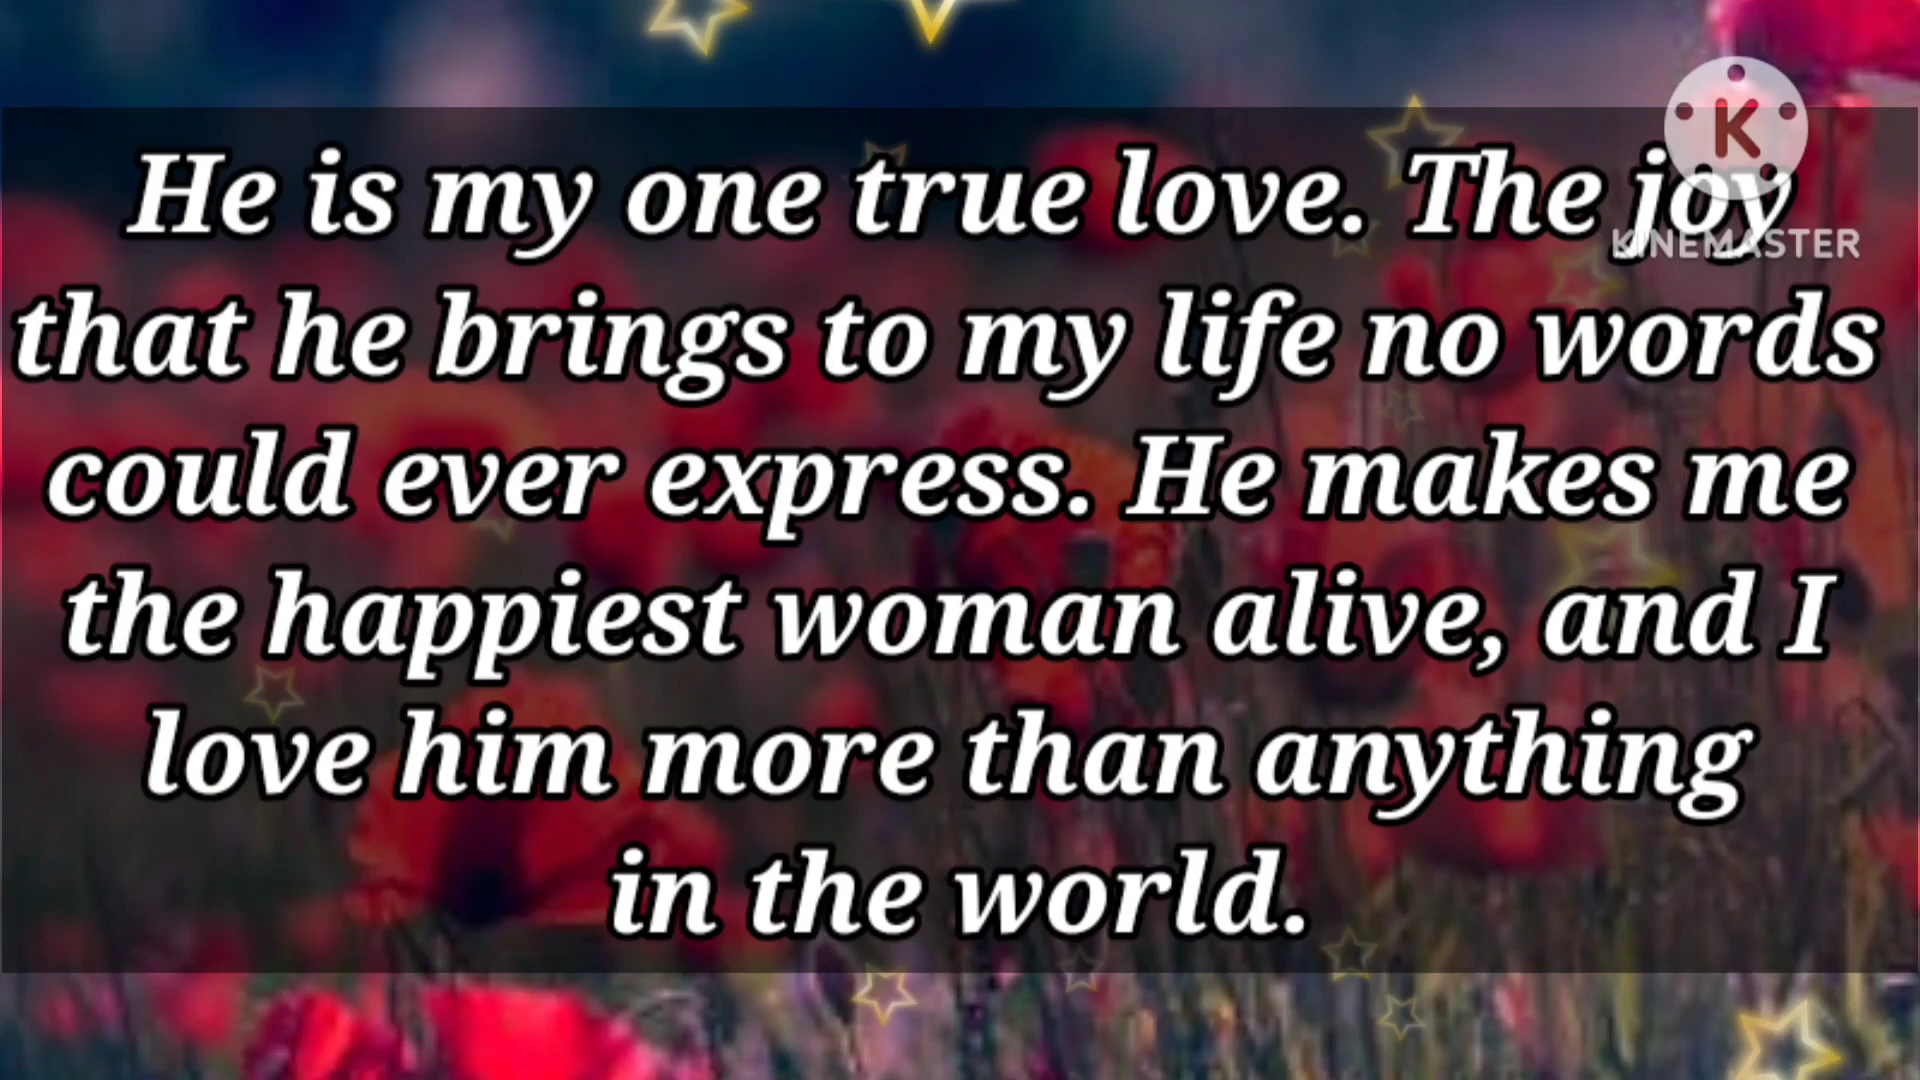 He is my one true love. The joy
KINEMASTER
that he brings to my life no words
could ever express. He makes me
the happiest woman alive, and I
love him more than anything
in the world.